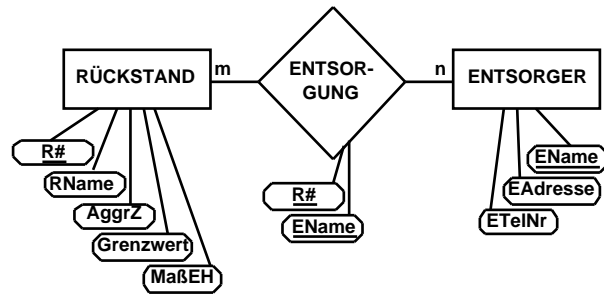 RÜCKSTAND
m
ENTSOR-
GUNG
n
ENTSORGER
R#
RName
AggrZ
Grenzwert
MaßEH
R#
EName
EName
EAdresse
ETelNr